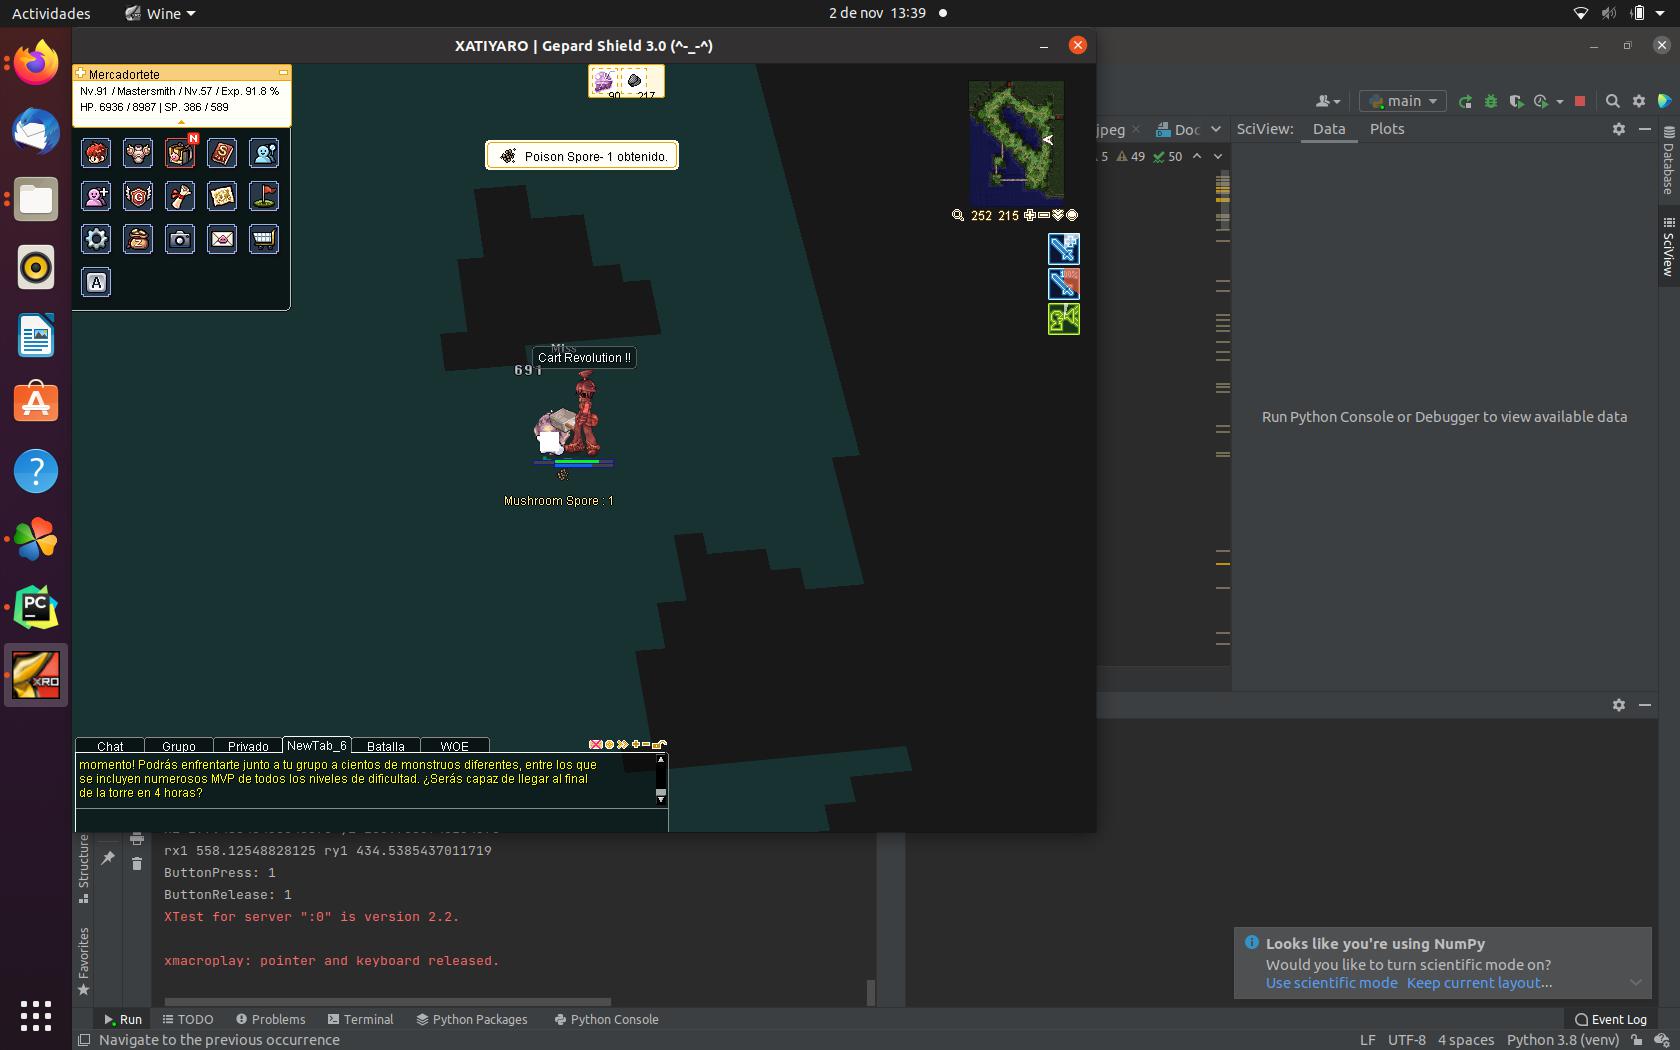 Actividades
Wine
2 de nov 13:39
XATIYARO | Gepard Shield 3.0 (^-_-^)
Mercadortete
Nv.91 / Mastersmith / Nv.57 / Exp. 91.8 %
HP. 6936 / 8987 | SP. 386 / 589
N
A
90 217
Poison Spore- 1 obtenido.
252 215
100%
Miss
Cart Revolution !!
691
Mushroom Spore : 1
Chat Grupo Privado NewTab_6 Batalla WOE
momento! Podrás enfrentarte junto a tu grupo a cientos de monstruos diferentes, entre los que
se incluyen numerosos MVP de todos los niveles de dificultad. ¿Serás capaz de llegar al final
de la torre en 4 horas?
main
jpeg
Doc
5 49 50
SciView: Data Plots
Database
SciView
Run Python Console or Debugger to view available data
PC
XRO
rx1 558.12548828125 ry1 434.5385437011719
ButtonPress: 1
ButtonRelease: 1
XTest for server ":0" is version 2.2.
xmacroplay: pointer and keyboard released.
Structure
Favorites
Looks like you're using NumPy
Would you like to turn scientific mode on?
Use scientific mode Keep current layout...
Run TODO Problems Terminal Python Packages Python Console Event Log
Navigate to the previous occurrence
LF UTF-8 4 spaces Python 3.8 (venv)